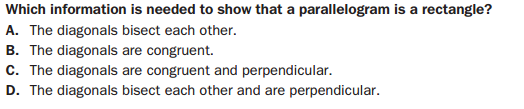 Which information is needed to show that a parallelogram is a rectangle?
A. The diagonals bisect each other.
B. The diagonals are congruent.
C. The diagonals are congruent and perpendicular.
D. The diagonals bisect each other and are perpendicular.